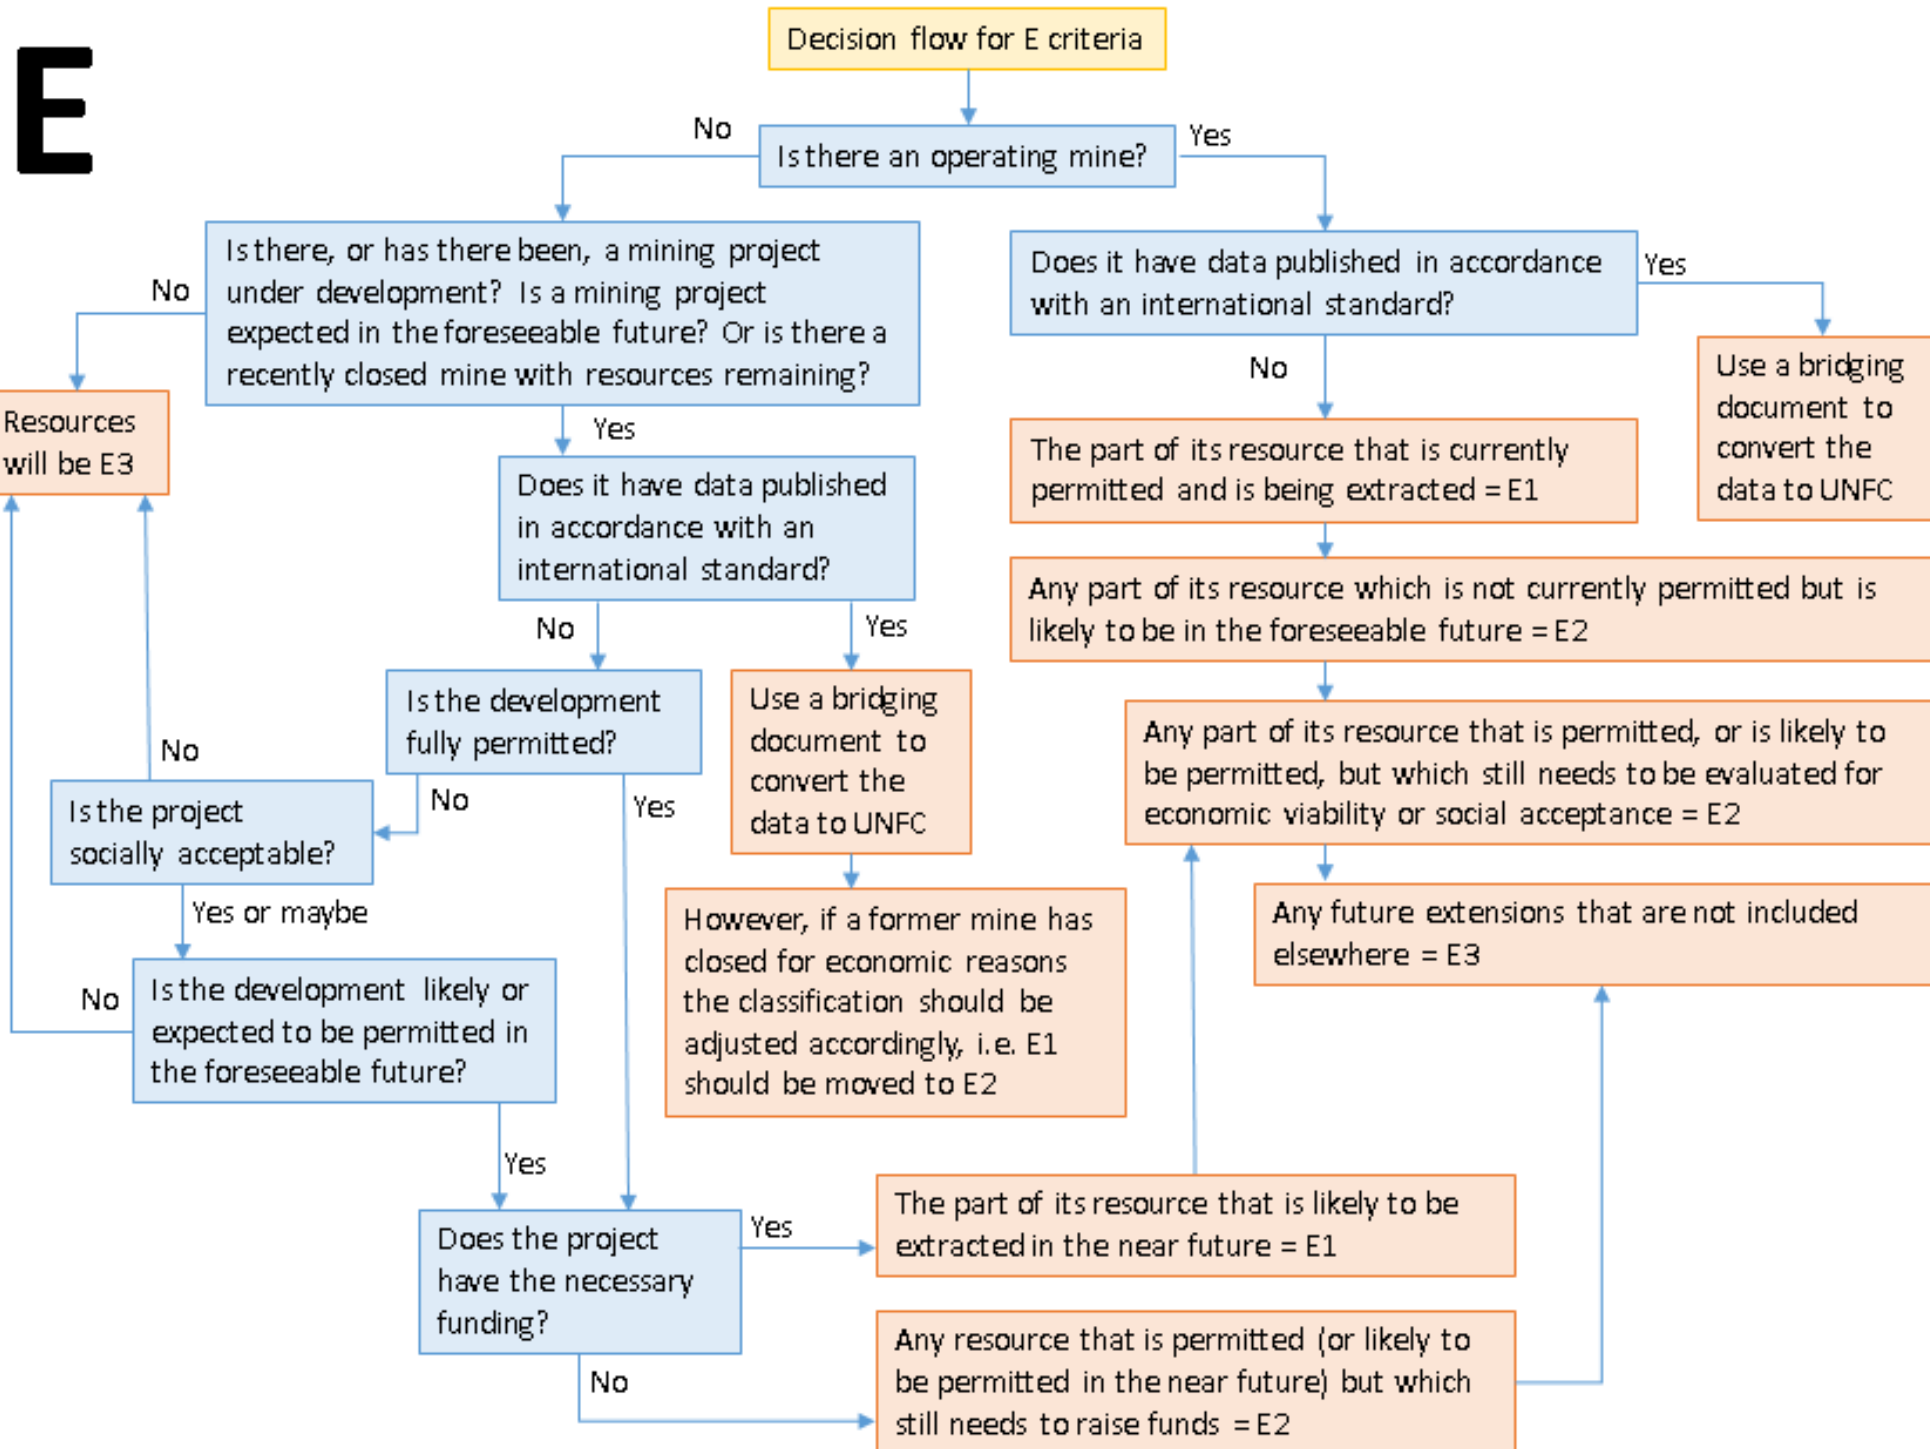 E
Decision flow for E criteria
No
Yes
Is there an operating mine?
Is there, or has there been, a mining project
under development? Is a mining project
expected in the foreseeable future? Or is there a
recently closed mine with resources remaining?
No
Does it have data published in accordance
with an international standard?
Yes
No
Use a bridging
document to
convert the
data to UNFC
Resources
will be E3
Yes
The part of its resource that is currently
permitted and is being extracted = E1
Does it have data published
in accordance with an
international standard?
Any part of its resource which is not currently permitted but is
likely to be in the foreseeable future = E2
No
Yes
Is the development
fully permitted?
Use a bridging
document to
convert the
data to UNFC
Any part of its resource that is permitted, or is likely to
be permitted, but which still needs to be evaluated for
economic viability or social acceptance = E2
No
No
Yes
Is the project
socially acceptable?
Yes or maybe
However, if a former mine has
closed for economic reasons
the classification should be
adjusted accordingly, i.e. E1
should be moved to E2
Any future extensions that are not included
elsewhere = E3
No
Is the development likely or
expected to be permitted in
the foreseeable future?
Yes
Does the project
have the necessary
funding?
Yes
The part of its resource that is likely to be
extracted in the near future = E1
No
Any resource that is permitted (or likely to
be permitted in the near future) but which
still needs to raise funds = E2